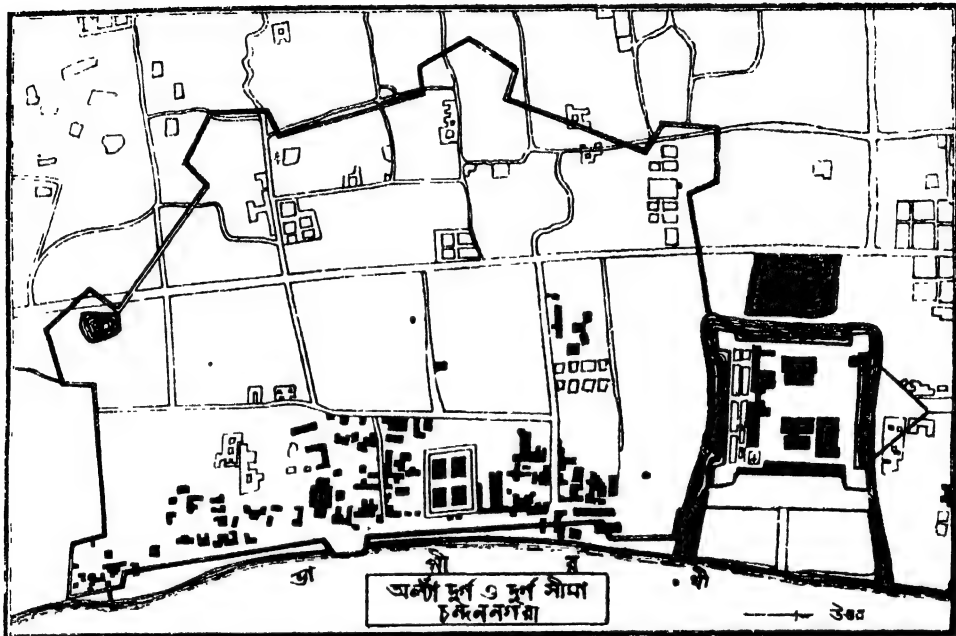 ভা গী র থী
অর্লাঁ দুর্গ ও দুর্গ সীমা
চন্দননগর
উত্তর